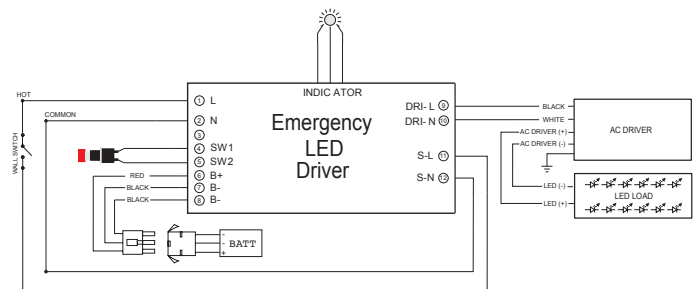 INDIC ATOR
HOT
COMMON
WALL SWITCH
1 L
2 N
3
4 SW1
5 SW2
6 B+
7 B-
8 B-
RED
BLACK
BLACK
Emergency
LED
Driver
DRI- L 9
DRI- N 10
S-L 11
S-N 12
BLACK
WHITE
AC DRIVER (+)
AC DRIVER (-)
AC DRIVER
LED (-)
LED (+)
LED LOAD
-
- BATT
+